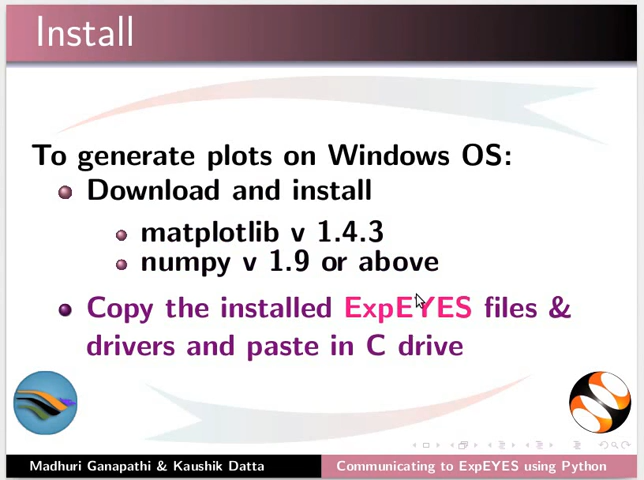 Install
To generate plots on Windows OS:
Download and install
matplotlib v 1.4.3
numpy v 1.9 or above
Copy the installed ExpEYES files &
drivers and paste in C drive
Madhuri Ganapathi & Kaushik Datta
Communicating to ExpEYES using Python